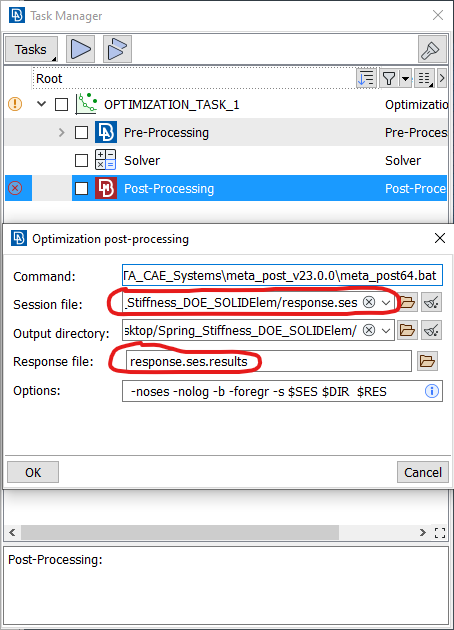 Task Manager
Tasks
Root
OPTIMIZATION_TASK_1 Optimizatio
Pre-Processing Pre-Proces
Solver Solver
Post-Processing Post-Proce
Optimization post-processing
Command: TA_CAE_Systems\meta_post_v23.0.0\meta_post64.bat
Session file: _Stiffness_DOE_SOLIDElem/response.ses
Output directory: sktop/Spring_Stiffness_DOE_SOLIDElem/
Response file: response.ses.results
Options: -noses -nolog -b -foregr -s $SES $DIR $RES
OK Cancel
Post-Processing: